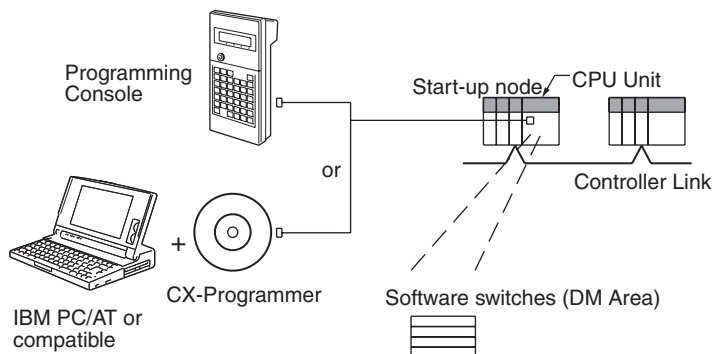 Programming
Console
Start-up node
CPU Unit
or
Controller Link
+
CX-Programmer
IBM PC/AT or
compatible
Software switches (DM Area)